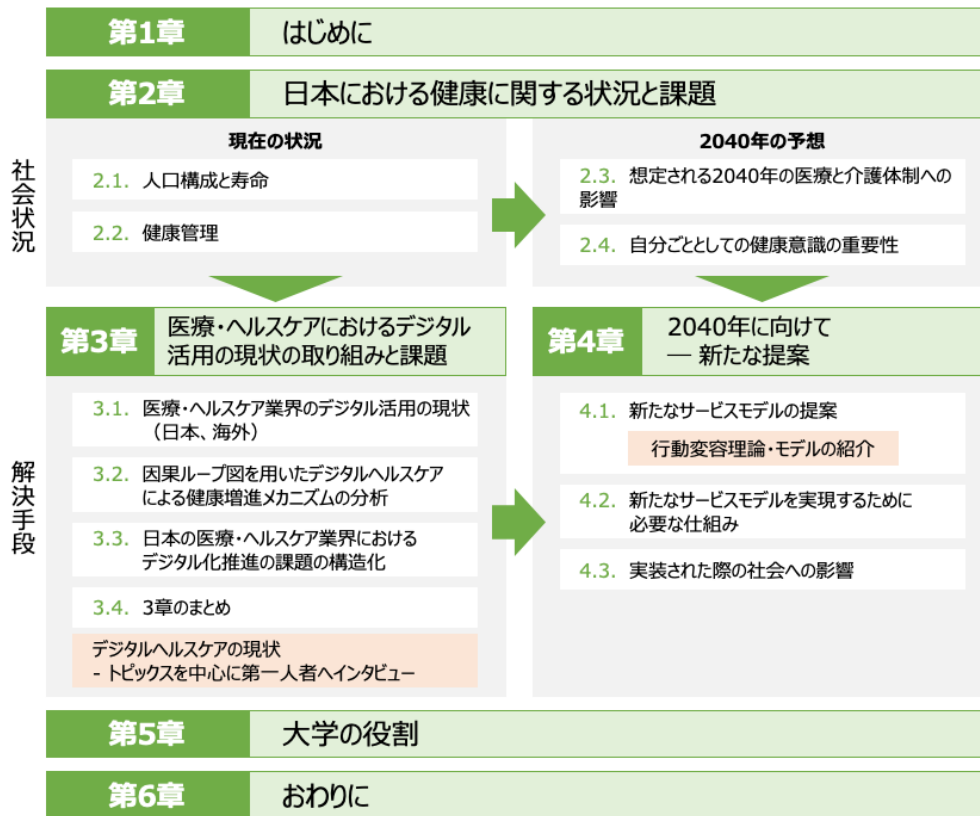 第1章 はじめに
第2章 日本における健康に関する状況と課題
社会状況
現在の状況
2.1. 人口構成と寿命
2.2. 健康管理
2040年の予想
2.3. 想定される2040年の医療と介護体制への
影響
2.4. 自分ごととしての健康意識の重要性
解決手段
第3章 医療・ヘルスケアにおけるデジタル
活用の現状の取り組みと課題
3.1. 医療・ヘルスケア業界のデジタル活用の現状
（日本、海外）
3.2. 因果ループ図を用いたデジタルヘルスケア
による健康増進メカニズムの分析
3.3. 日本の医療・ヘルスケア業界における
デジタル化推進の課題の構造化
3.4. 3章のまとめ
デジタルヘルスケアの現状
- トピックスを中心に第一人者へインタビュー
第4章 2040年に向けて
― 新たな提案
4.1. 新たなサービスモデルの提案
行動変容理論・モデルの紹介
4.2. 新たなサービスモデルを実現するために
必要な仕組み
4.3. 実装された際の社会への影響
第5章 大学の役割
第6章 おわりに